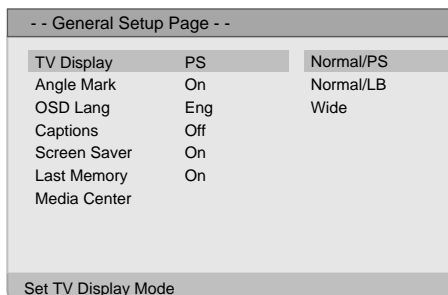 - - General Setup Page - -
TV Display PS Normal/PS
Angle Mark On Normal/LB
OSD Lang Eng Wide
Captions Off
Screen Saver On
Last Memory On
Media Center
Set TV Display Mode